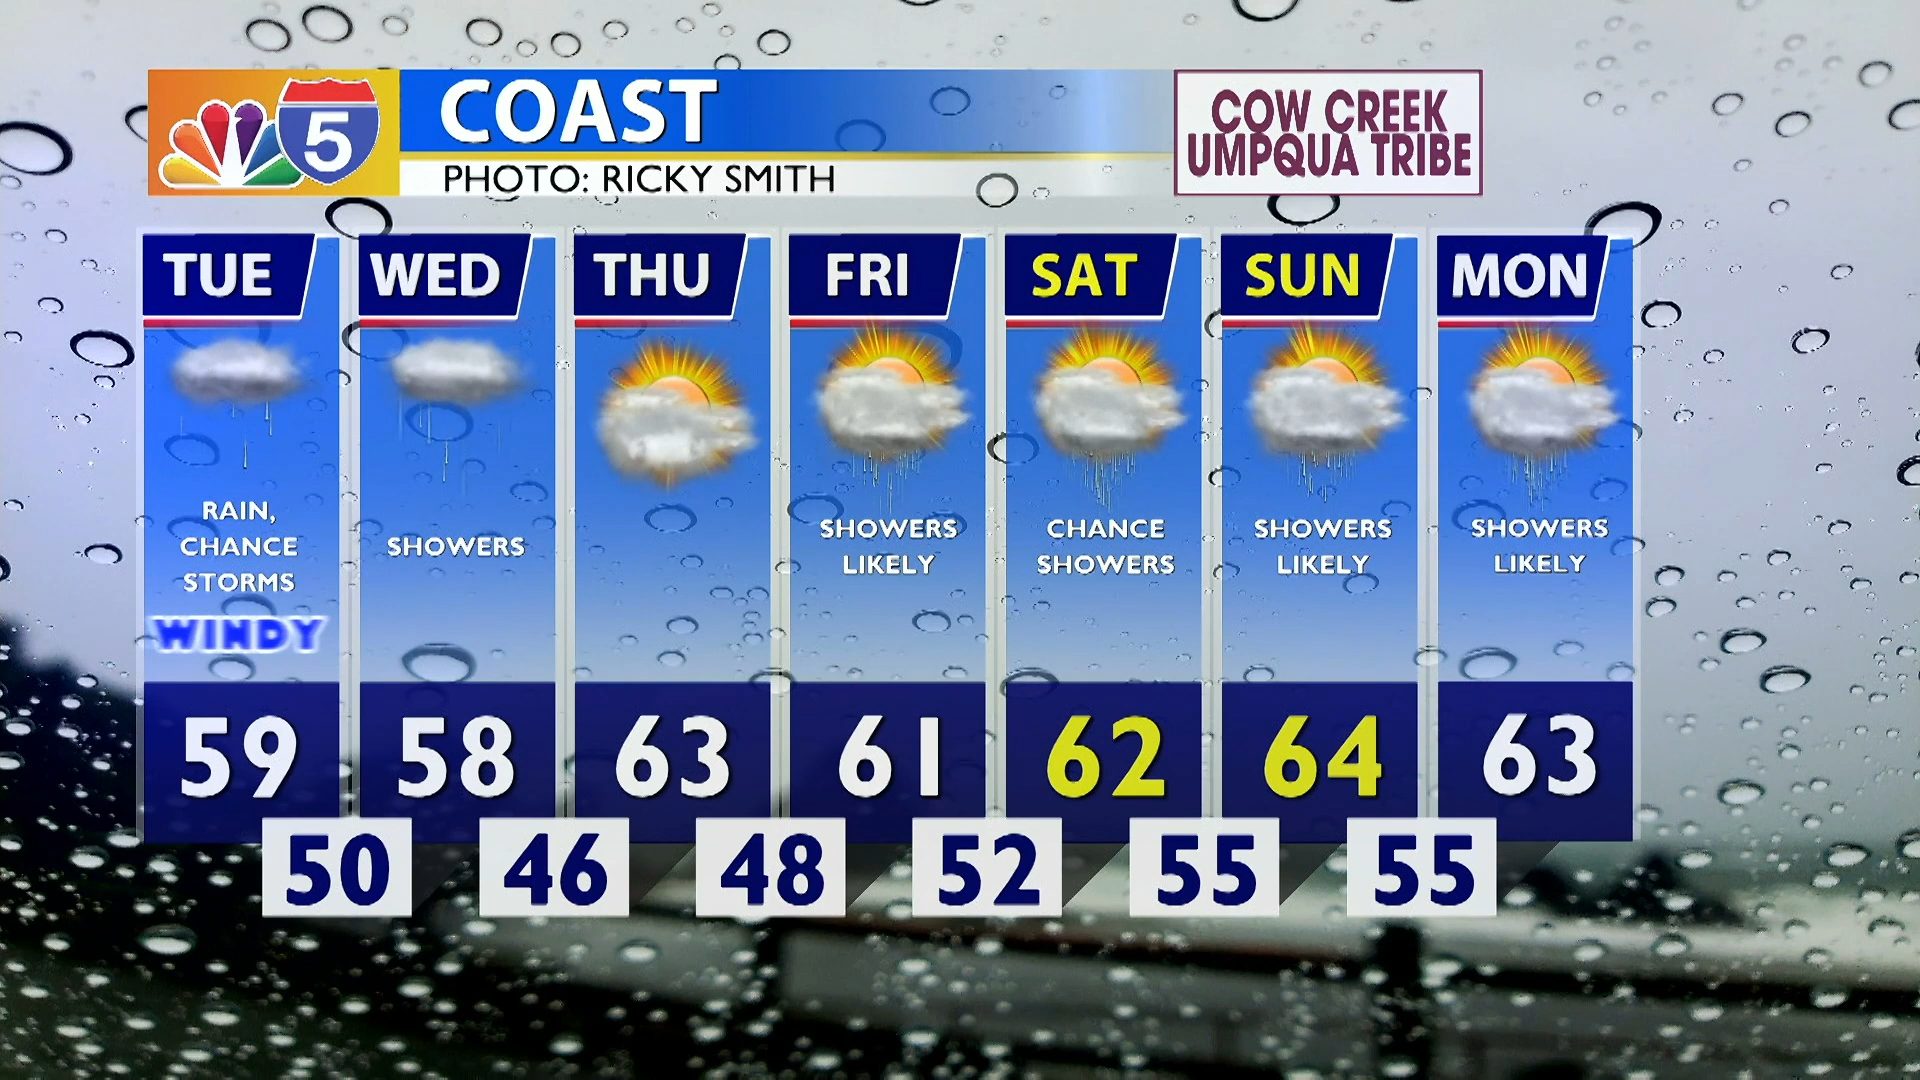 5
COAST
PHOTO: RICKY SMITH
COW CREEK
UMPQUA TRIBE
TUE
WED
THU
FRI
SAT
SUN
MON
RAIN,
CHANCE
STORMS
WINDY
SHOWERS
SHOWERS
LIKELY
CHANCE
SHOWERS
SHOWERS
LIKELY
SHOWERS
LIKELY
59
58
63
61
62
64
63
50
46
48
52
55
55